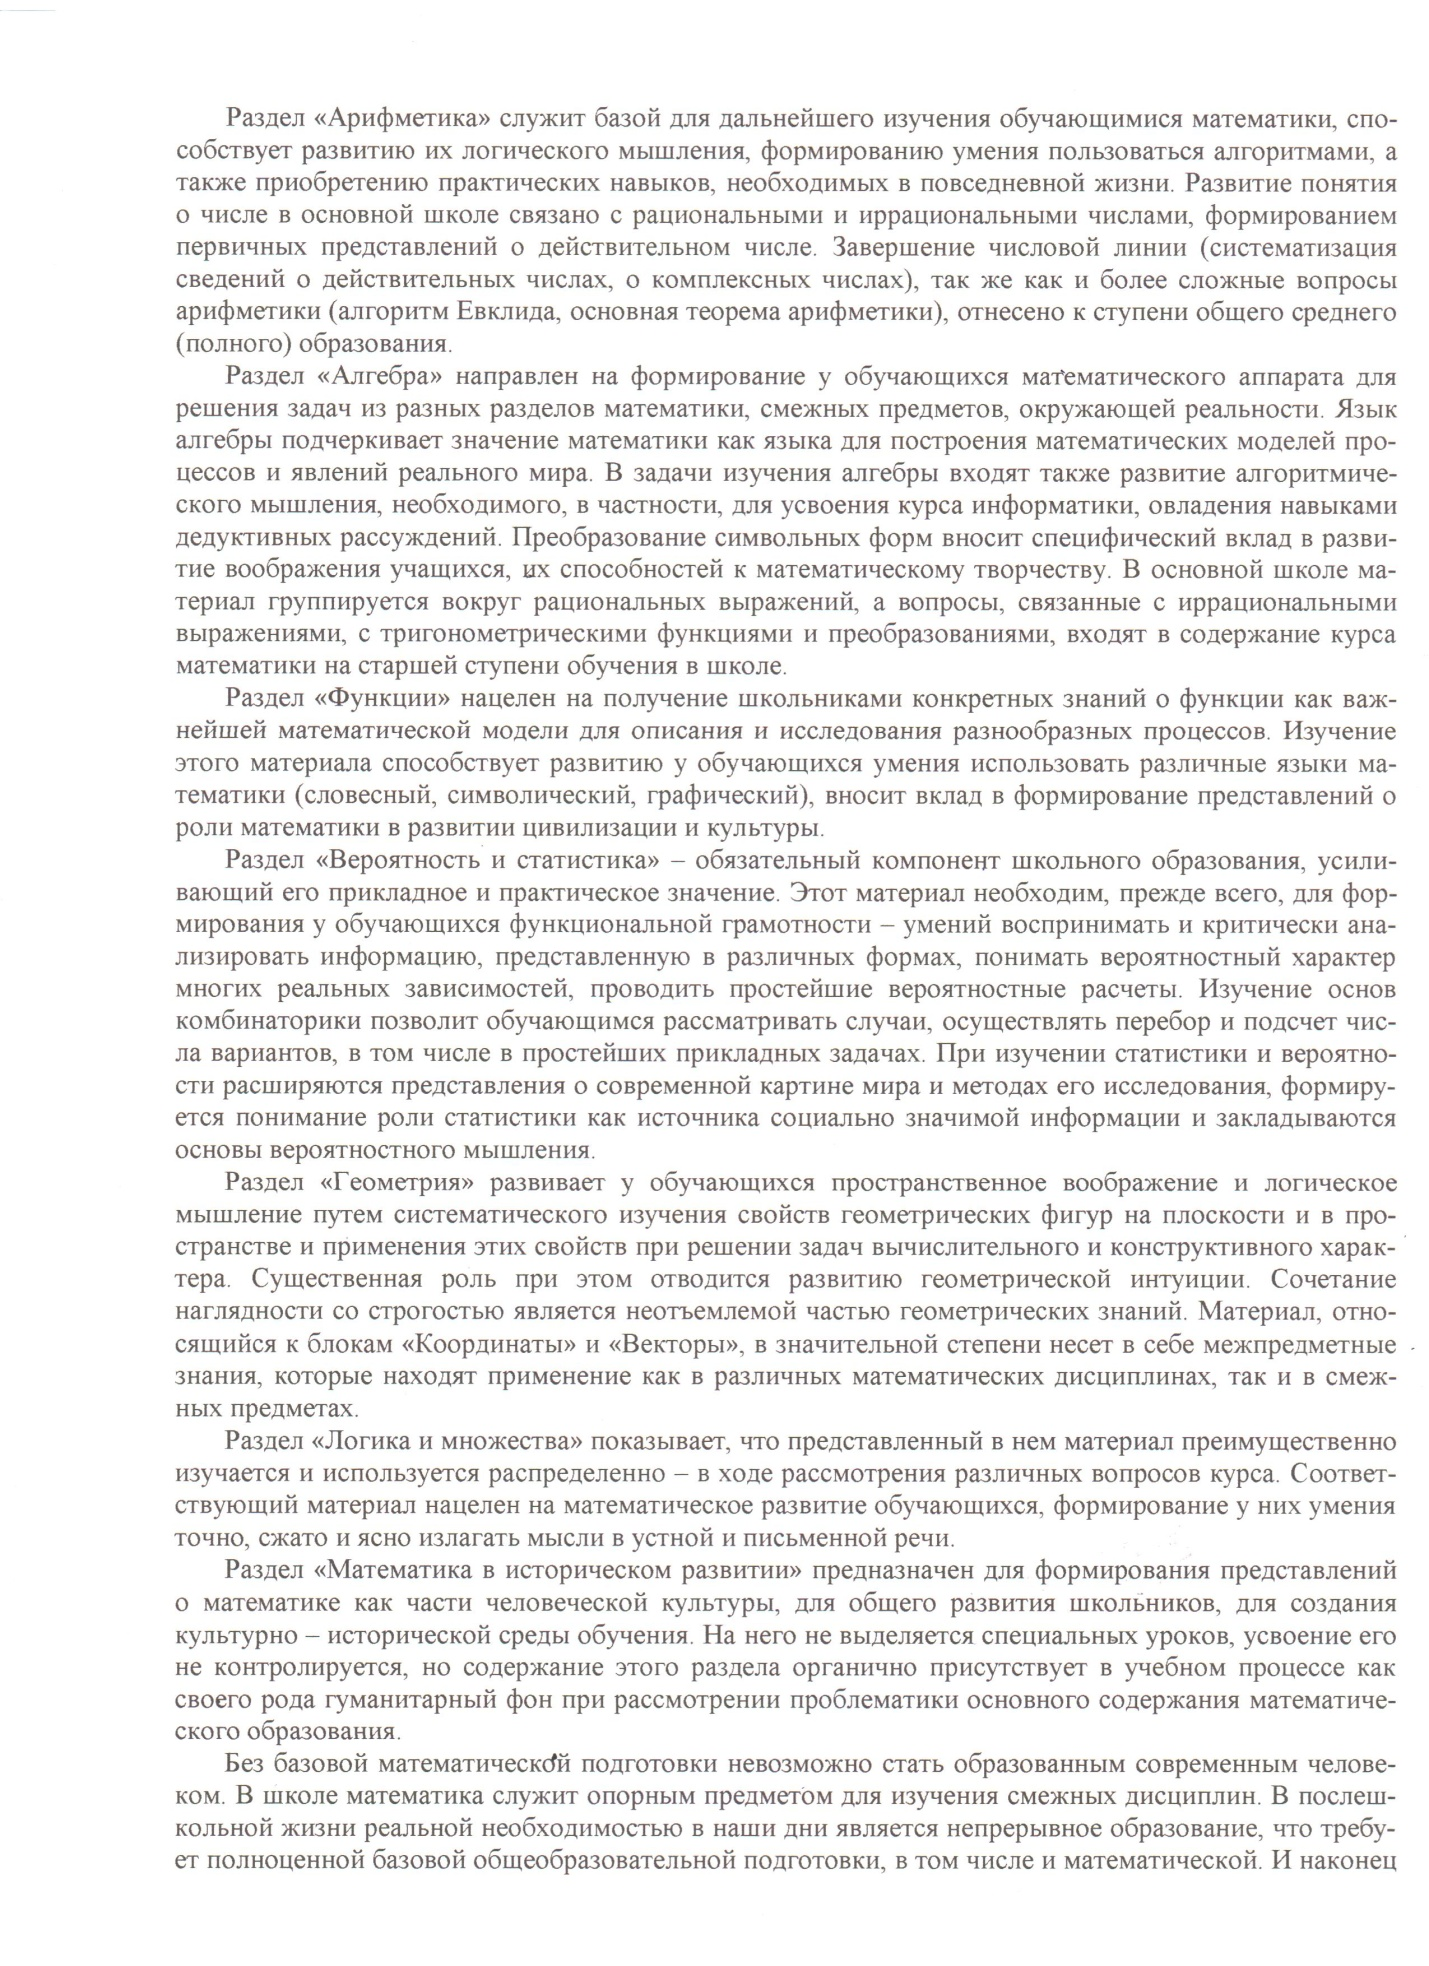 Раздел «Арифметика» служит базой для дальнейшего изучения обучающимися математики, спо-
собствует развитию их логического мышления, формированию умения пользоваться алгоритмами, а
также приобретению практических навыков, необходимых в повседневной жизни. Развитие понятия
о числе в основной школе связано с рациональными и иррациональными числами, формированием
первичных представлений о действительном числе. Завершение числовой линии (систематизация
сведений о действительных числах, о комплексных числах), так же как и более сложные вопросы
арифметики (алгоритм Евклида, основная теорема арифметики), отнесено к ступени общего среднего
(полного) образования.
Раздел «Алгебра» направлен на формирование у обучающихся математического аппарата для
решения задач из разных разделов математики, смежных предметов, окружающей реальности. Язык
алгебры подчеркивает значение математики как языка для построения математических моделей про-
цессов и явлений реального мира. В задачи изучения алгебры входят также развитие алгоритмиче-
ского мышления, необходимого, в частности, для усвоения курса информатики, овладения навыками
дедуктивных рассуждений. Преобразование символьных форм вносит специфический вклад в разви-
тие воображения учащихся, их способностей к математическому творчеству. В основной школе ма-
териал группируется вокруг рациональных выражений, а вопросы, связанные с иррациональными
выражениями, с тригонометрическими функциями и преобразованиями, входят в содержание курса
математики на старшей ступени обучения в школе.
Раздел «Функции» нацелен на получение школьниками конкретных знаний о функции как важ-
нейшей математической модели для описания и исследования разнообразных процессов. Изучение
этого материала способствует развитию у обучающихся умения использовать различные языки ма-
тематики (словесный, символический, графический), вносит вклад в формирование представлений о
роли математики в развитии цивилизации и культуры.
Раздел «Вероятность и статистика» – обязательный компонент школьного образования, усили-
вающий его прикладное и практическое значение. Этот материал необходим, прежде всего, для фор-
мирования у обучающихся функциональной грамотности – умений воспринимать и критически ана-
лизировать информацию, представленную в различных формах, понимать вероятностный характер
многих реальных зависимостей, проводить простейшие вероятностные расчеты. Изучение основ
комбинаторики позволит обучающимся рассматривать случаи, осуществлять перебор и подсчет чис-
ла вариантов, в том числе в простейших прикладных задачах. При изучении статистики и вероятно-
сти расширяются представления о современной картине мира и методах его исследования, формиру-
ется понимание роли статистики как источника социально значимой информации и закладываются
основы вероятностного мышления.
Раздел «Геометрия» развивает у обучающихся пространственное воображение и логическое
мышление путем систематического изучения свойств геометрических фигур на плоскости и в про-
странстве и применения этих свойств при решении задач вычислительного и конструктивного харак-
тера. Существенная роль при этом отводится развитию геометрической интуиции. Сочетание
наглядности со строгостью является неотъемлемой частью геометрических знаний. Материал, отно-
сящийся к блокам «Координаты» и «Векторы», в значительной степени несет в себе межпредметные
знания, которые находят применение как в различных математических дисциплинах, так и в смеж-
ных предметах.
Раздел «Логика и множества» показывает, что представленный в нем материал преимущественно
изучается и используется распределенно – в ходе рассмотрения различных вопросов курса. Соответ-
ствующий материал нацелен на математическое развитие обучающихся, формирование у них умения
точно, сжато и ясно излагать мысли в устной и письменной речи.
Раздел «Математика в историческом развитии» предназначен для формирования представлений
о математике как части человеческой культуры, для общего развития школьников, для создания
культурно – исторической среды обучения. На него не выделяется специальных уроков, усвоение его
не контролируется, но содержание этого раздела органично присутствует в учебном процессе как
своего рода гуманитарный фон при рассмотрении проблематики основного содержания математиче-
ского образования.
Без базовой математической подготовки невозможно стать образованным современным челове-
ком. В школе математика служит опорным предметом для изучения смежных дисциплин. В послеш-
кольной жизни реальной необходимостью в наши дни является непрерывное образование, что требу-
ет полноценной базовой общеобразовательной подготовки, в том числе и математической. И наконец